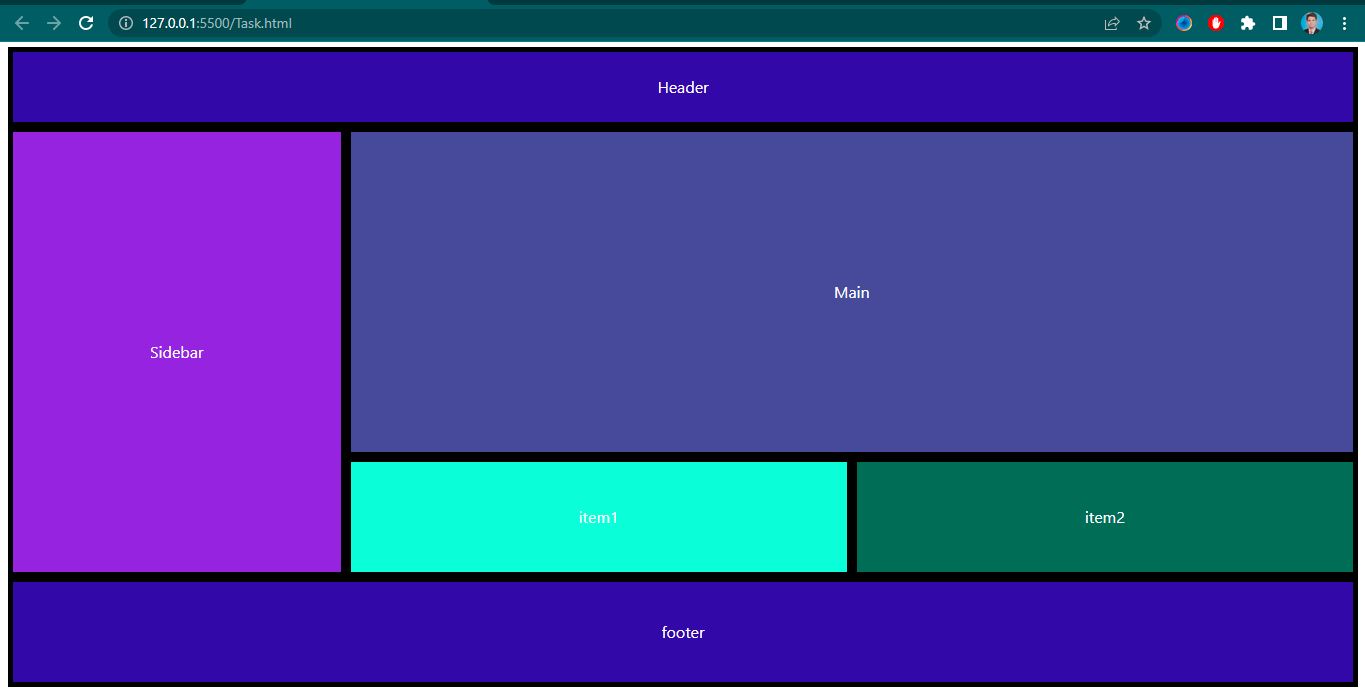 127.0.0.1:5500/Task.html
Header
Sidebar
Main
item1
item2
footer